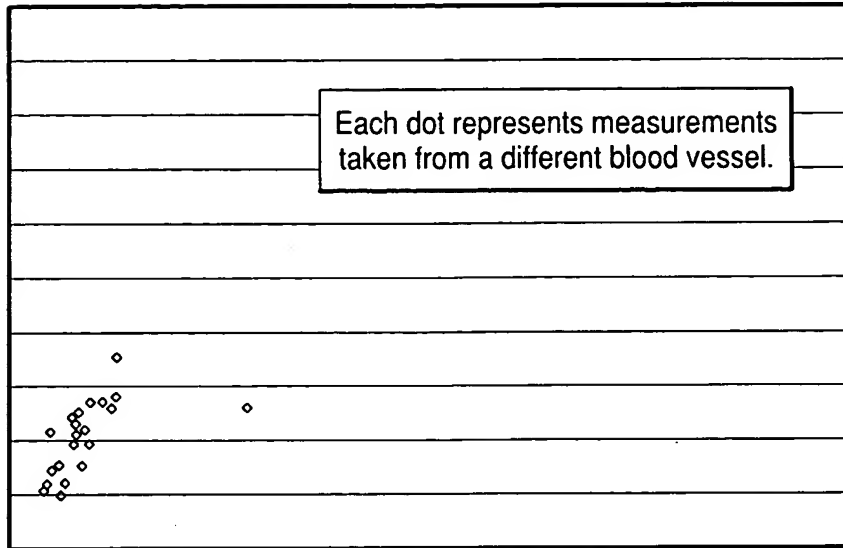 Each dot represents measurements
taken from a different blood vessel.